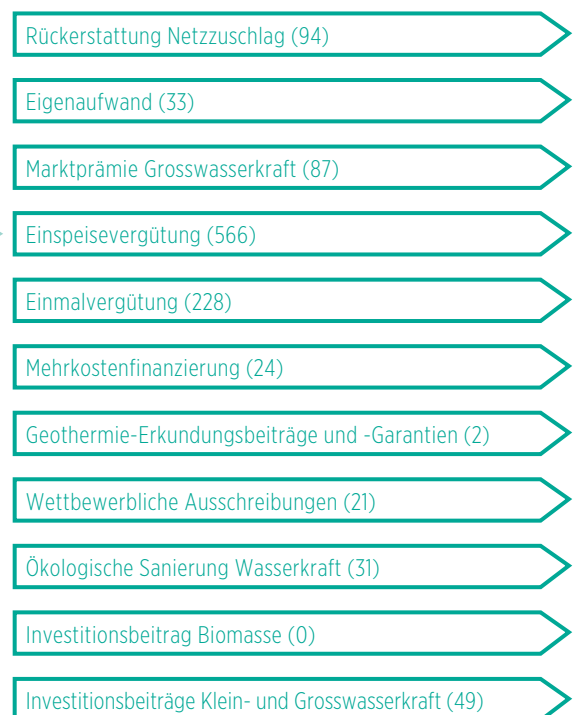 Rückerstattung Netzzuschlag (94)
Eigenaufwand (33)
Marktprämie Grosswasserkraft (87)
Einspeisevergütung (566)
Einmalvergütung (228)
Mehrkostenfinanzierung (24)
Geothermie-Erkundungsbeiträge und -Garantien (2)
Wettbewerbliche Ausschreibungen (21)
Ökologische Sanierung Wasserkraft (31)
Investitionsbeitrag Biomasse (0)
Investitionsbeiträge Klein- und Grosswasserkraft (49)